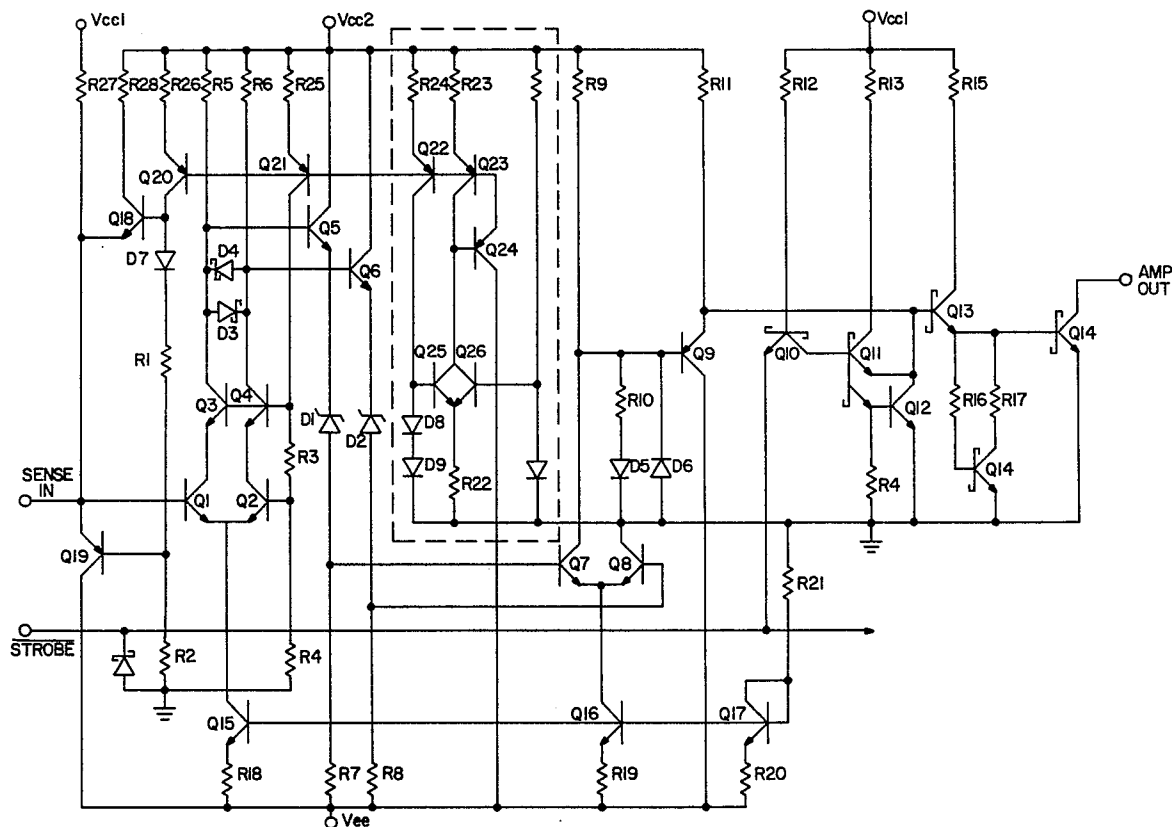 Vcc1
Vcc2
Vcc1
R27
R28
R26
R5
R6
R25
R24
R23
R9
R11
R12
R13
R15
Q20
Q21
Q22
Q23
Q18
Q5
D7
D4
Q6
Q24
AMP
OUT
D3
Q13
Q14
R1
Q25
Q26
Q9
Q10
Q11
Q3
Q4
R10
Q12
R16
R17
D1
D2
D8
R3
D9
R22
D5
D6
R4
Q14
SENSE
IN
Q1
Q2
Q19
Q7
Q8
R21
STROBE
R2
R4
Q15
Q16
Q17
R18
R7
R8
R19
R20
Vee